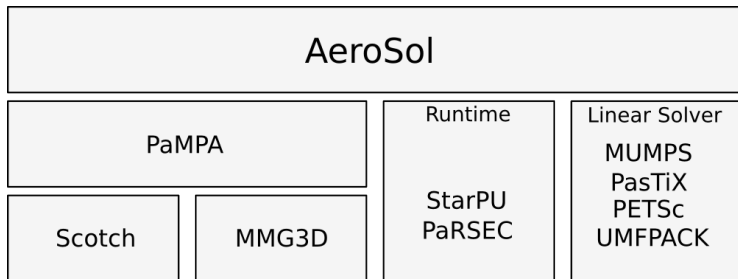 AeroSol
PaMPA
Scotch
MMG3D
Runtime
StarPU
PaRSEC
Linear Solver
MUMPS
PasTiX
PETSc
UMFPACK